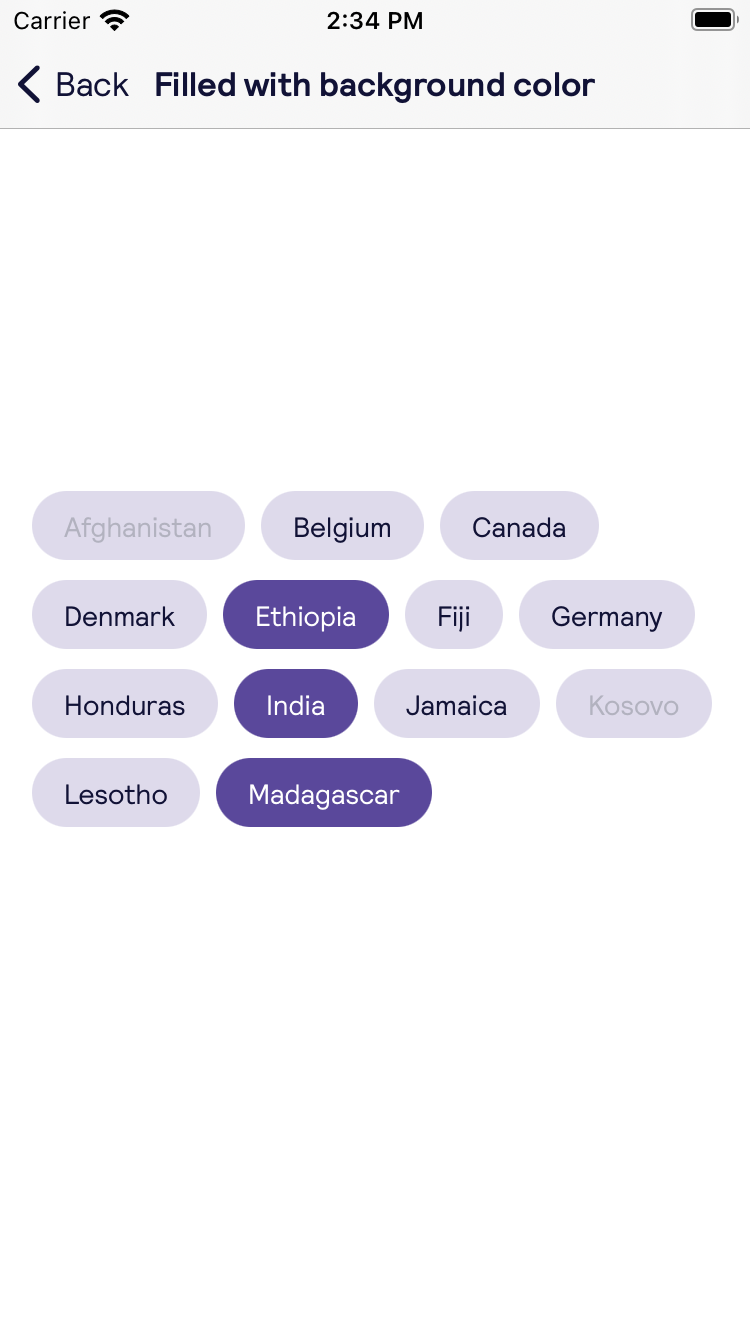 Carrier 2:34 PM
Back Filled with background color
Afghanistan Belgium Canada
Denmark Ethiopia Fiji Germany
Honduras India Jamaica Kosovo
Lesotho Madagascar